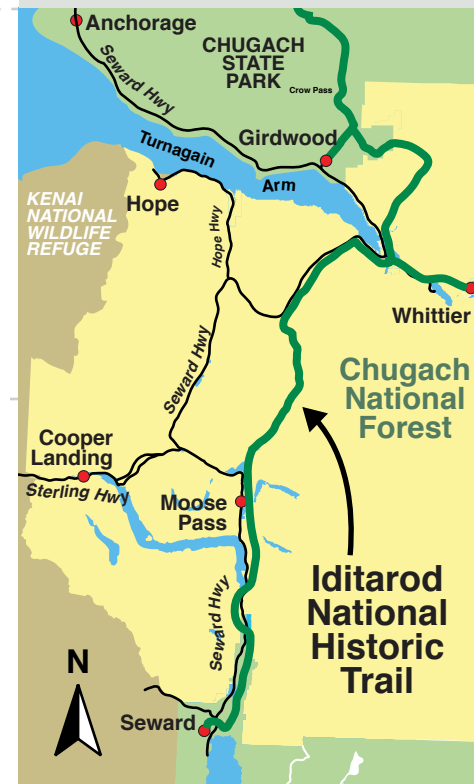 Anchorage
Seward Hwy
CHUGACH
STATE
PARK
Crow Pass
Girdwood
Turnagain
Arm
KENAI
NATIONAL
WILDLIFE
REFUGE
Hope
Hope Hwy
Whittier
Seward Hwy
Chugach
National
Forest
Cooper
Landing
Sterling Hwy
Moose
Pass
Iditarod
National
Historic
Trail
Seward Hwy
N
Seward